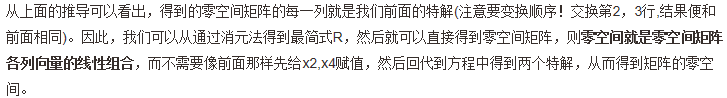 从上面的推导可以看出，得到的零空间矩阵的每一列就是我们前面的特解(注意要变换顺序！交换第2，3行,结果便和
前面相同)。因此，我们可以从通过消元法得到最简式R，然后就可以直接得到零空间矩阵，则零空间就是零空间矩阵
各列向量的线性组合，而不需要像前面那样先给x2,x4赋值，然后回代到方程中得到两个特解，从而得到矩阵的零空
间。